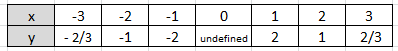 x -3 -2 -1 0 1 2 3
y - 2/3 -1 -2 undefined 2 1 2/3